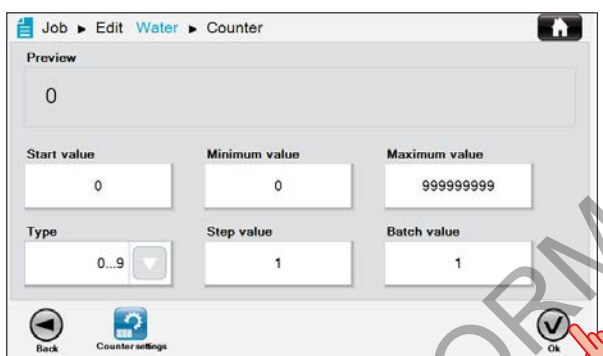 Job ► Edit Water ► Counter
Preview
0
Start value Minimum value Maximum value
0 0 999999999
Type Step value Batch value
0...9 1 1
Back Counter settings Ok
ORM